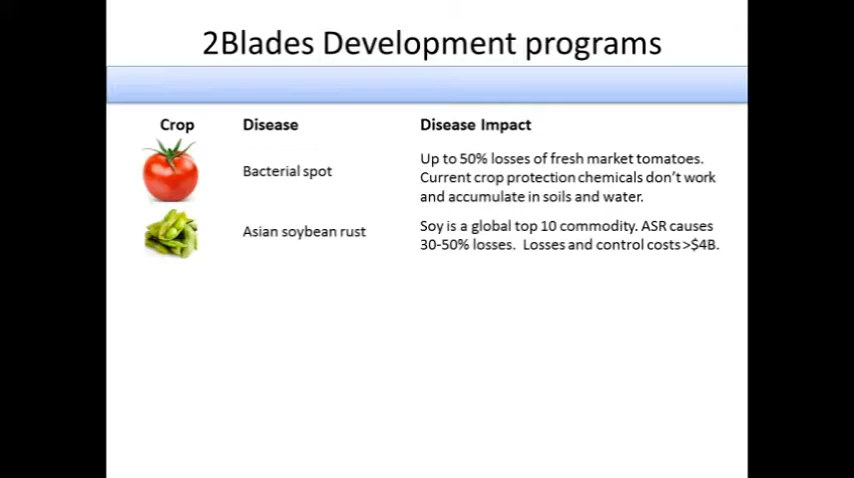 2Blades Development programs
Crop Disease Disease Impact
Bacterial spot
Up to 50% losses of fresh market tomatoes.
Current crop protection chemicals don't work
and accumulate in soils and water.
Asian soybean rust
Soy is a global top 10 commodity. ASR causes
30-50% losses. Losses and control costs >$4B.